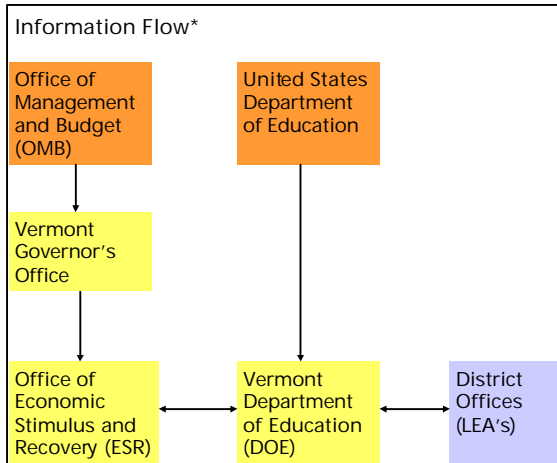 Information Flow*
Office of
Management
and Budget
(OMB)
United States
Department
of Education
Vermont
Governor's
Office
Office of
Economic
Stimulus and
Recovery (ESR)
Vermont
Department
of Education
(DOE)
District
Offices
(LEA's)